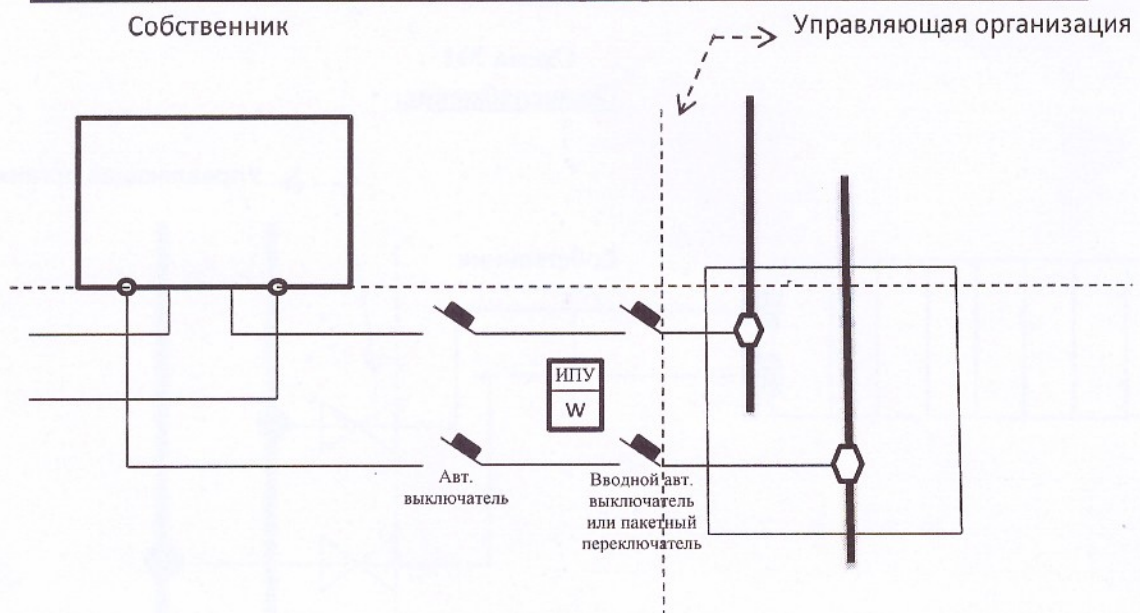 Собственник
Управляющая организация
ИПУ
W
Авт.
выключатель
Вводной авт.
выключатель
или пакетный
переключатель